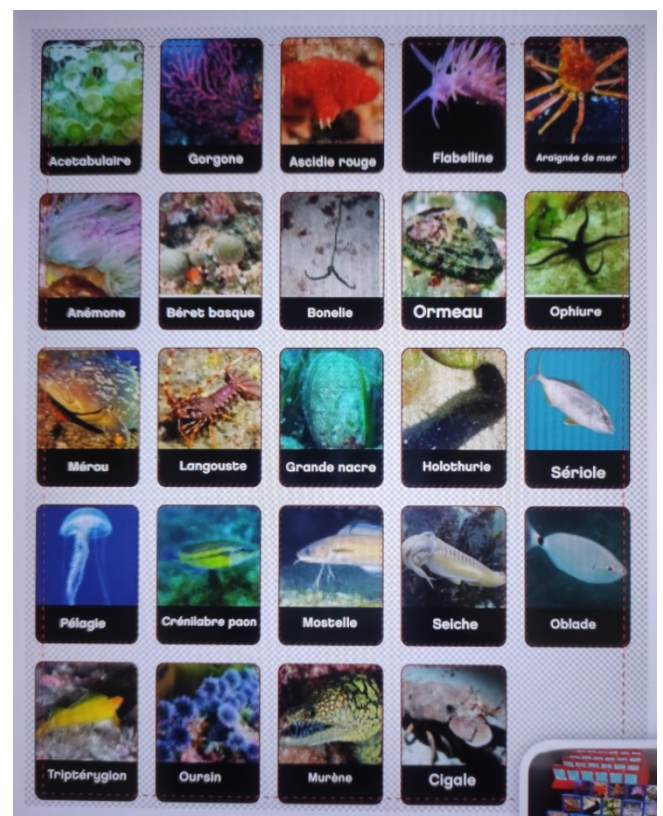 Acetabulaire
Gorgone
Ascidie rouge
Flabelline
Araignée de mer
Anémone
Béret basque
Bonelie
Ormeau
Ophiure
Mérou
Langouste
Grande nacre
Holothurie
Sériole
Pélagie
Crénilabre paon
Mostelle
Seiche
Oblade
Triptérygion
Oursin
Murène
Cigale